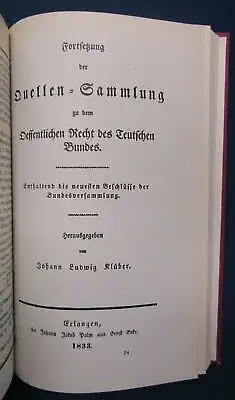 Fortsetzung
der
Quellen-Sammlung
zu dem
Oeffentlichen Recht des Teutschen
Bundes.
Enthaltend die neuesten Beschlüsse der
Bundesversammlung.
Herausgegeben
von
Johann Ludwig Klüber.
Erlangen,
bei Johann Jakob Palm und Ernst Enke.
1833.